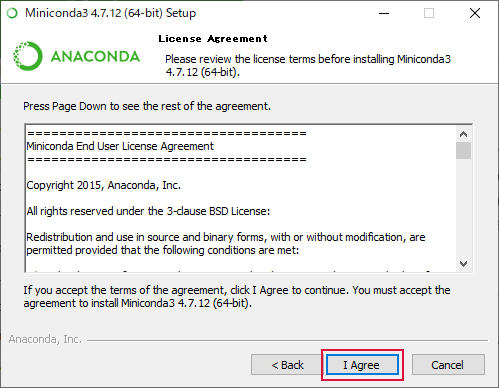 Miniconda3 4.7.12 (64-bit) Setup
ANACONDA
License Agreement
Please review the license terms before installing Miniconda3
4.7.12 (64-bit).
Press Page Down to see the rest of the agreement.
======================================
Miniconda End User License Agreement
======================================
Copyright 2015, Anaconda, Inc.
All rights reserved under the 3-clause BSD License:
Redistribution and use in source and binary forms, with or without modification, are
permitted provided that the following conditions are met:
If you accept the terms of the agreement, click I Agree to continue. You must accept the
agreement to install Miniconda3 4.7.12 (64-bit).
Anaconda, Inc.
< Back
I Agree
Cancel